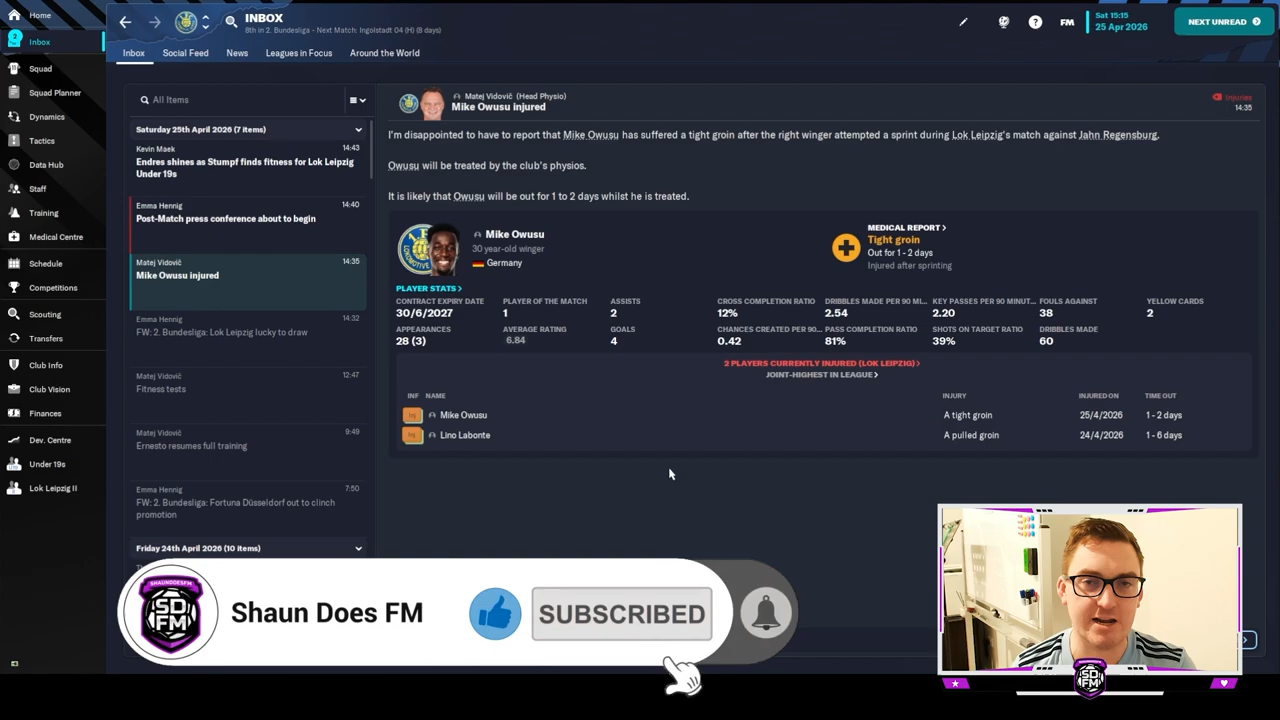 Home
INBOX
8th in 2. Bundesliga - Next Match: Ingolstadt 04 (H) (8 days)
FM
Sat 15:15
25 Apr 2026
NEXT UNREAD
2
Inbox
Squad
Squad Planner
Dynamics
Tactics
Data Hub
Staff
Training
Medical Centre
Schedule
Competitions
Scouting
Transfers
Club Info
Club Vision
Finances
Dev. Centre
Under 19s
Lok Leipzig II
Inbox
Social Feed
News
Leagues in Focus
Around the World
All Items
Saturday 25th April 2026 (7 items)
Kevin Maek
14:43
Endres shines as Stumpf finds fitness for Lok Leipzig
Under 19s
Emma Hennig
14:40
Post-Match press conference about to begin
Matej Vidović
14:35
Mike Owusu injured
Emma Hennig
14:32
FW: 2. Bundesliga: Lok Leipzig lucky to draw
Matej Vidović
12:47
Fitness tests
Matej Vidović
9:49
Ernesto resumes full training
Emma Hennig
7:50
FW: 2. Bundesliga: Fortuna Düsseldorf out to clinch
promotion
Friday 24th April 2026 (10 items)
Matej Vidović (Head Physio)
Mike Owusu injured
Injuries
14:35
I'm disappointed to have to report that Mike Owusu has suffered a tight groin after the right winger attempted a sprint during Lok Leipzig's match against Jahn Regensburg.
Owusu will be treated by the club's physios.
It is likely that Owusu will be out for 1 to 2 days whilst he is treated.
Mike Owusu
30 year-old winger
Germany
MEDICAL REPORT
Tight groin
Out for 1 - 2 days
Injured after sprinting
PLAYER STATS
CONTRACT EXPIRY DATE
30/6/2027
PLAYER OF THE MATCH
1
ASSISTS
2
CROSS COMPLETION RATIO
12%
DRIBBLES MADE PER 90 MI...
2.54
KEY PASSES PER 90 MINUT...
2.20
FOULS AGAINST
38
YELLOW CARDS
2
APPEARANCES
28 (3)
AVERAGE RATING
6.84
GOALS
4
CHANCES CREATED PER 90...
0.42
PASS COMPLETION RATIO
81%
SHOTS ON TARGET RATIO
39%
DRIBBLES MADE
60
2 PLAYERS CURRENTLY INJURED (LOK LEIPZIG)
JOINT-HIGHEST IN LEAGUE
INF NAME INJURY INJURED ON TIME OUT
Inj Mike Owusu A tight groin 25/4/2026 1 - 2 days
Inj Lino Labonte A pulled groin 24/4/2026 1 - 6 days
SHAUNDOESFM
SD
FM
Shaun Does FM
SUBSCRIBED
SD
FM